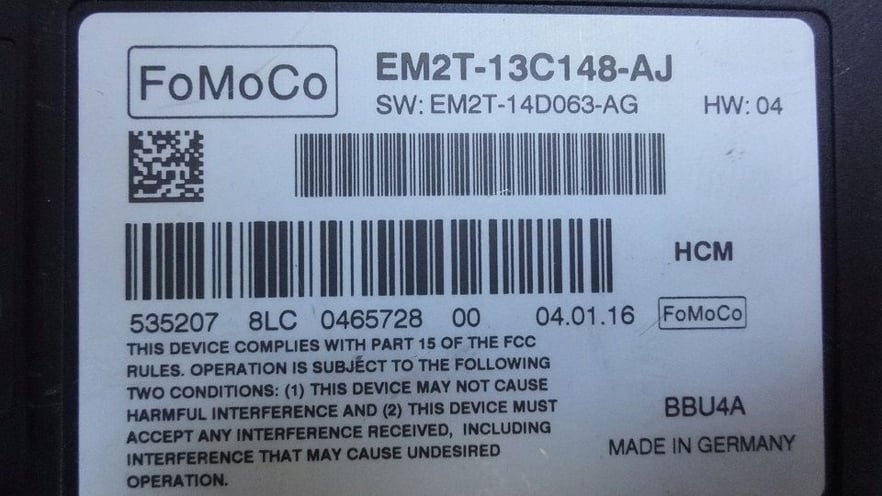 FoMoCo
EM2T-13C148-AJ
SW: EM2T-14D063-AG HW: 04
HCM
535207 8LC 0465728 00 04.01.16 FoMoCo
THIS DEVICE COMPLIES WITH PART 15 OF THE FCC
RULES. OPERATION IS SUBJECT TO THE FOLLOWING
TWO CONDITIONS: (1) THIS DEVICE MAY NOT CAUSE
HARMFUL INTERFERENCE AND (2) THIS DEVICE MUST
ACCEPT ANY INTERFERENCE RECEIVED, INCLUDING
INTERFERENCE THAT MAY CAUSE UNDESIRED
OPERATION.
BBU4A
MADE IN GERMANY